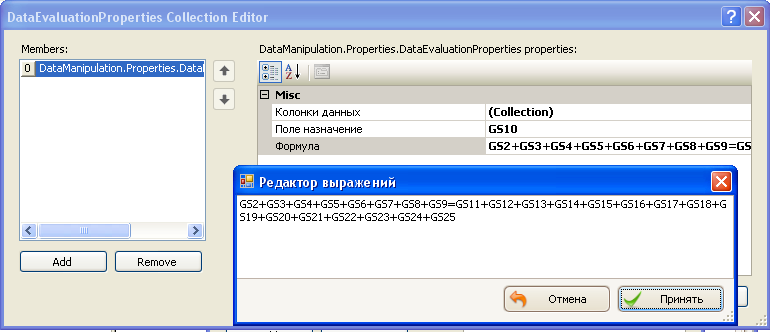 DataEvaluationProperties Collection Editor
Members:
0 DataManipulation.Properties.Data
Add
Remove
DataManipulation.Properties.DataEvaluationProperties properties:
Misc
Колонки данных (Collection)
Поле назначение GS10
Формула GS2+GS3+GS4+GS5+GS6+GS7+GS8+GS9=GS
Редактор выражений
GS2+GS3+GS4+GS5+GS6+GS7+GS8+GS9=GS11+GS12+GS13+GS14+GS15+GS16+GS17+GS18+G
S19+GS20+GS21+GS22+GS23+GS24+GS25
Отмена
Принять